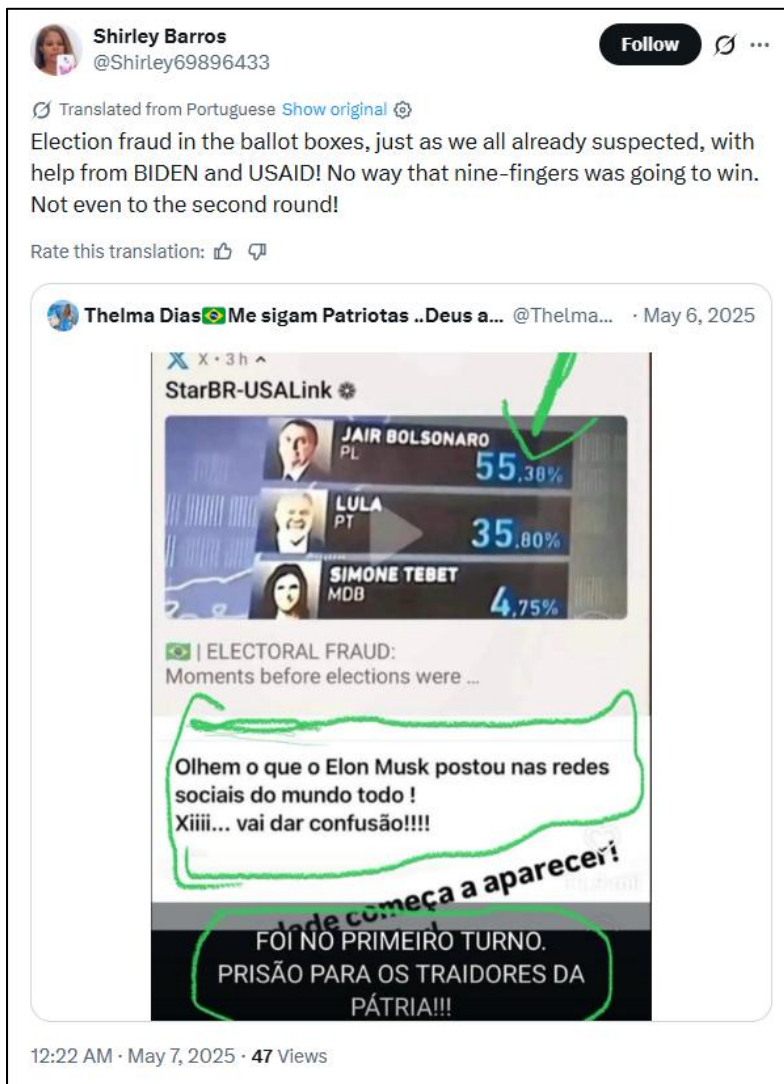 Shirley Barros
@Shirley69896433
Follow
Translated from Portuguese Show original
Election fraud in the ballot boxes, just as we all already suspected, with
help from BIDEN and USAID! No way that nine-fingers was going to win.
Not even to the second round!
Rate this translation:
Thelma Dias🇧🇷Me sigam Patriotas ..Deus a... @Thelma... · May 6, 2025
X · 3 h
StarBR-USALink
JAIR BOLSONARO
PL
55,38%
LULA
PT
35,80%
SIMONE TEBET
MDB
4,75%
🇧🇷 | ELECTORAL FRAUD:
Moments before elections were ...
Olhem o que o Elon Musk postou nas redes
sociais do mundo todo !
Xiiii... vai dar confusão!!!!
começa a aparecer!
FOI NO PRIMEIRO TURNO.
PRISÃO PARA OS TRAIDORES DA
PÁTRIA!!!
12:22 AM · May 7, 2025 · 47 Views